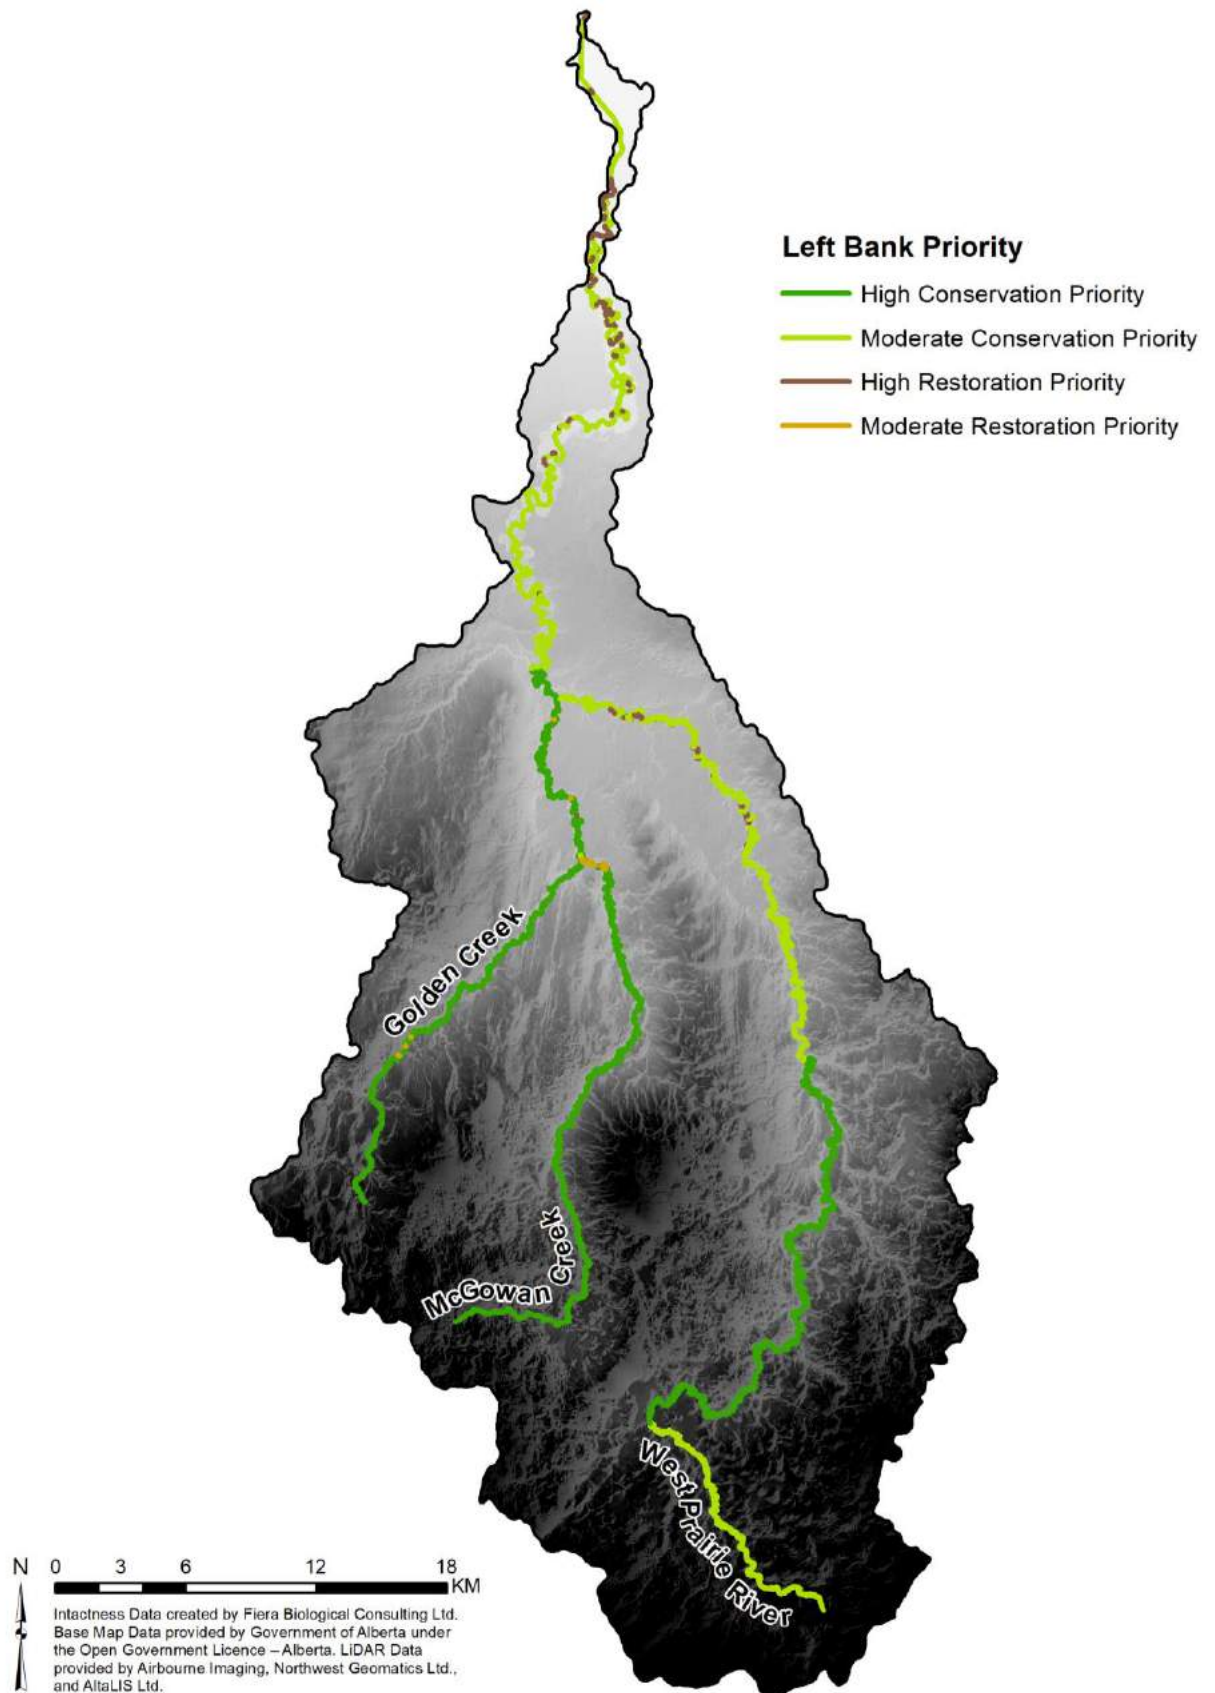 Left Bank Priority
High Conservation Priority
Moderate Conservation Priority
High Restoration Priority
Moderate Restoration Priority
Golden Creek
McGowan Creek
West Prairie River
N
0 3 6 12 18
KM
Intactness Data created by Fiera Biological Consulting Ltd.
Base Map Data provided by Government of Alberta under
the Open Government Licence – Alberta. LiDAR Data
provided by Airbourne Imaging, Northwest Geomatics Ltd.,
and AltaLIS Ltd.